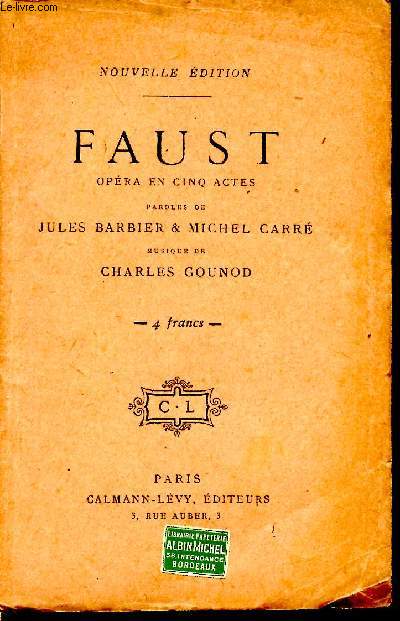 le-livre.com
NOUVELLE ÉDITION
FAUST
OPÉRA EN CINQ ACTES
PAROLES DE
JULES BARBIER & MICHEL CARRÉ
MUSIQUE DE
CHARLES GOUNOD
— 4 francs —
C · L
PARIS
CALMANN-LÉVY, ÉDITEURS
3, RUE AUBER, 3
LIBRAIRIE PAPETERIE
ALBIN MICHEL
INTENDANCE
BORDEAUX